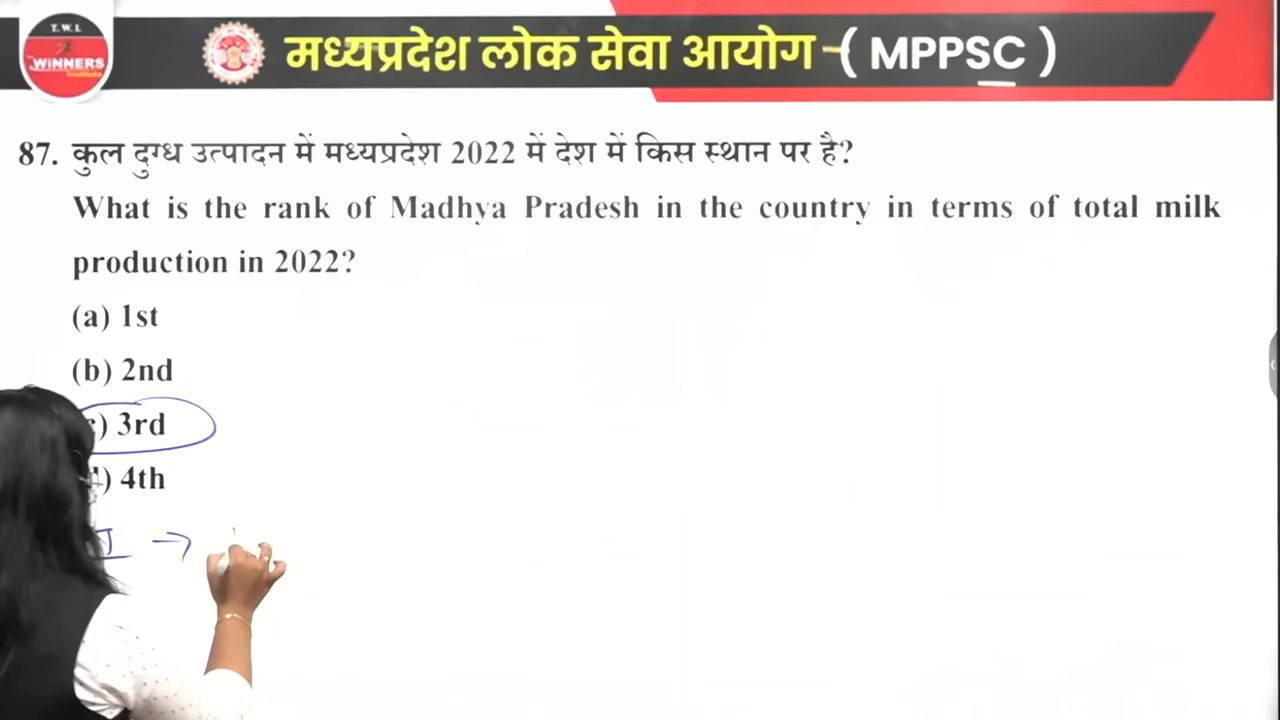 T.W.I.
WINNERS
मध्यप्रदेश लोक सेवा आयोग - ( MPPSC )
87. कुल दुग्ध उत्पादन में मध्यप्रदेश 2022 में देश में किस स्थान पर है?
What is the rank of Madhya Pradesh in the country in terms of total milk
production in 2022?
(a) 1st
(b) 2nd
) 3rd
) 4th
I →